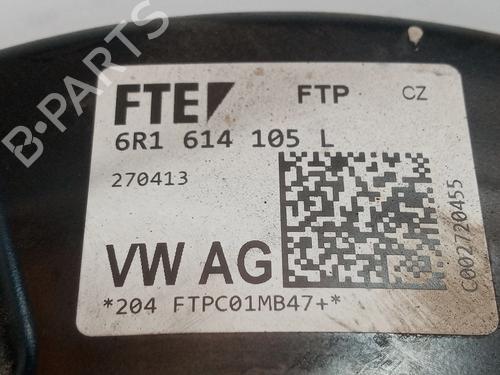 B-PARTS
FTE FTP CZ
6R1 614 105 L
270413
VW AG
*204 FTPC01MB47+*
C002720455